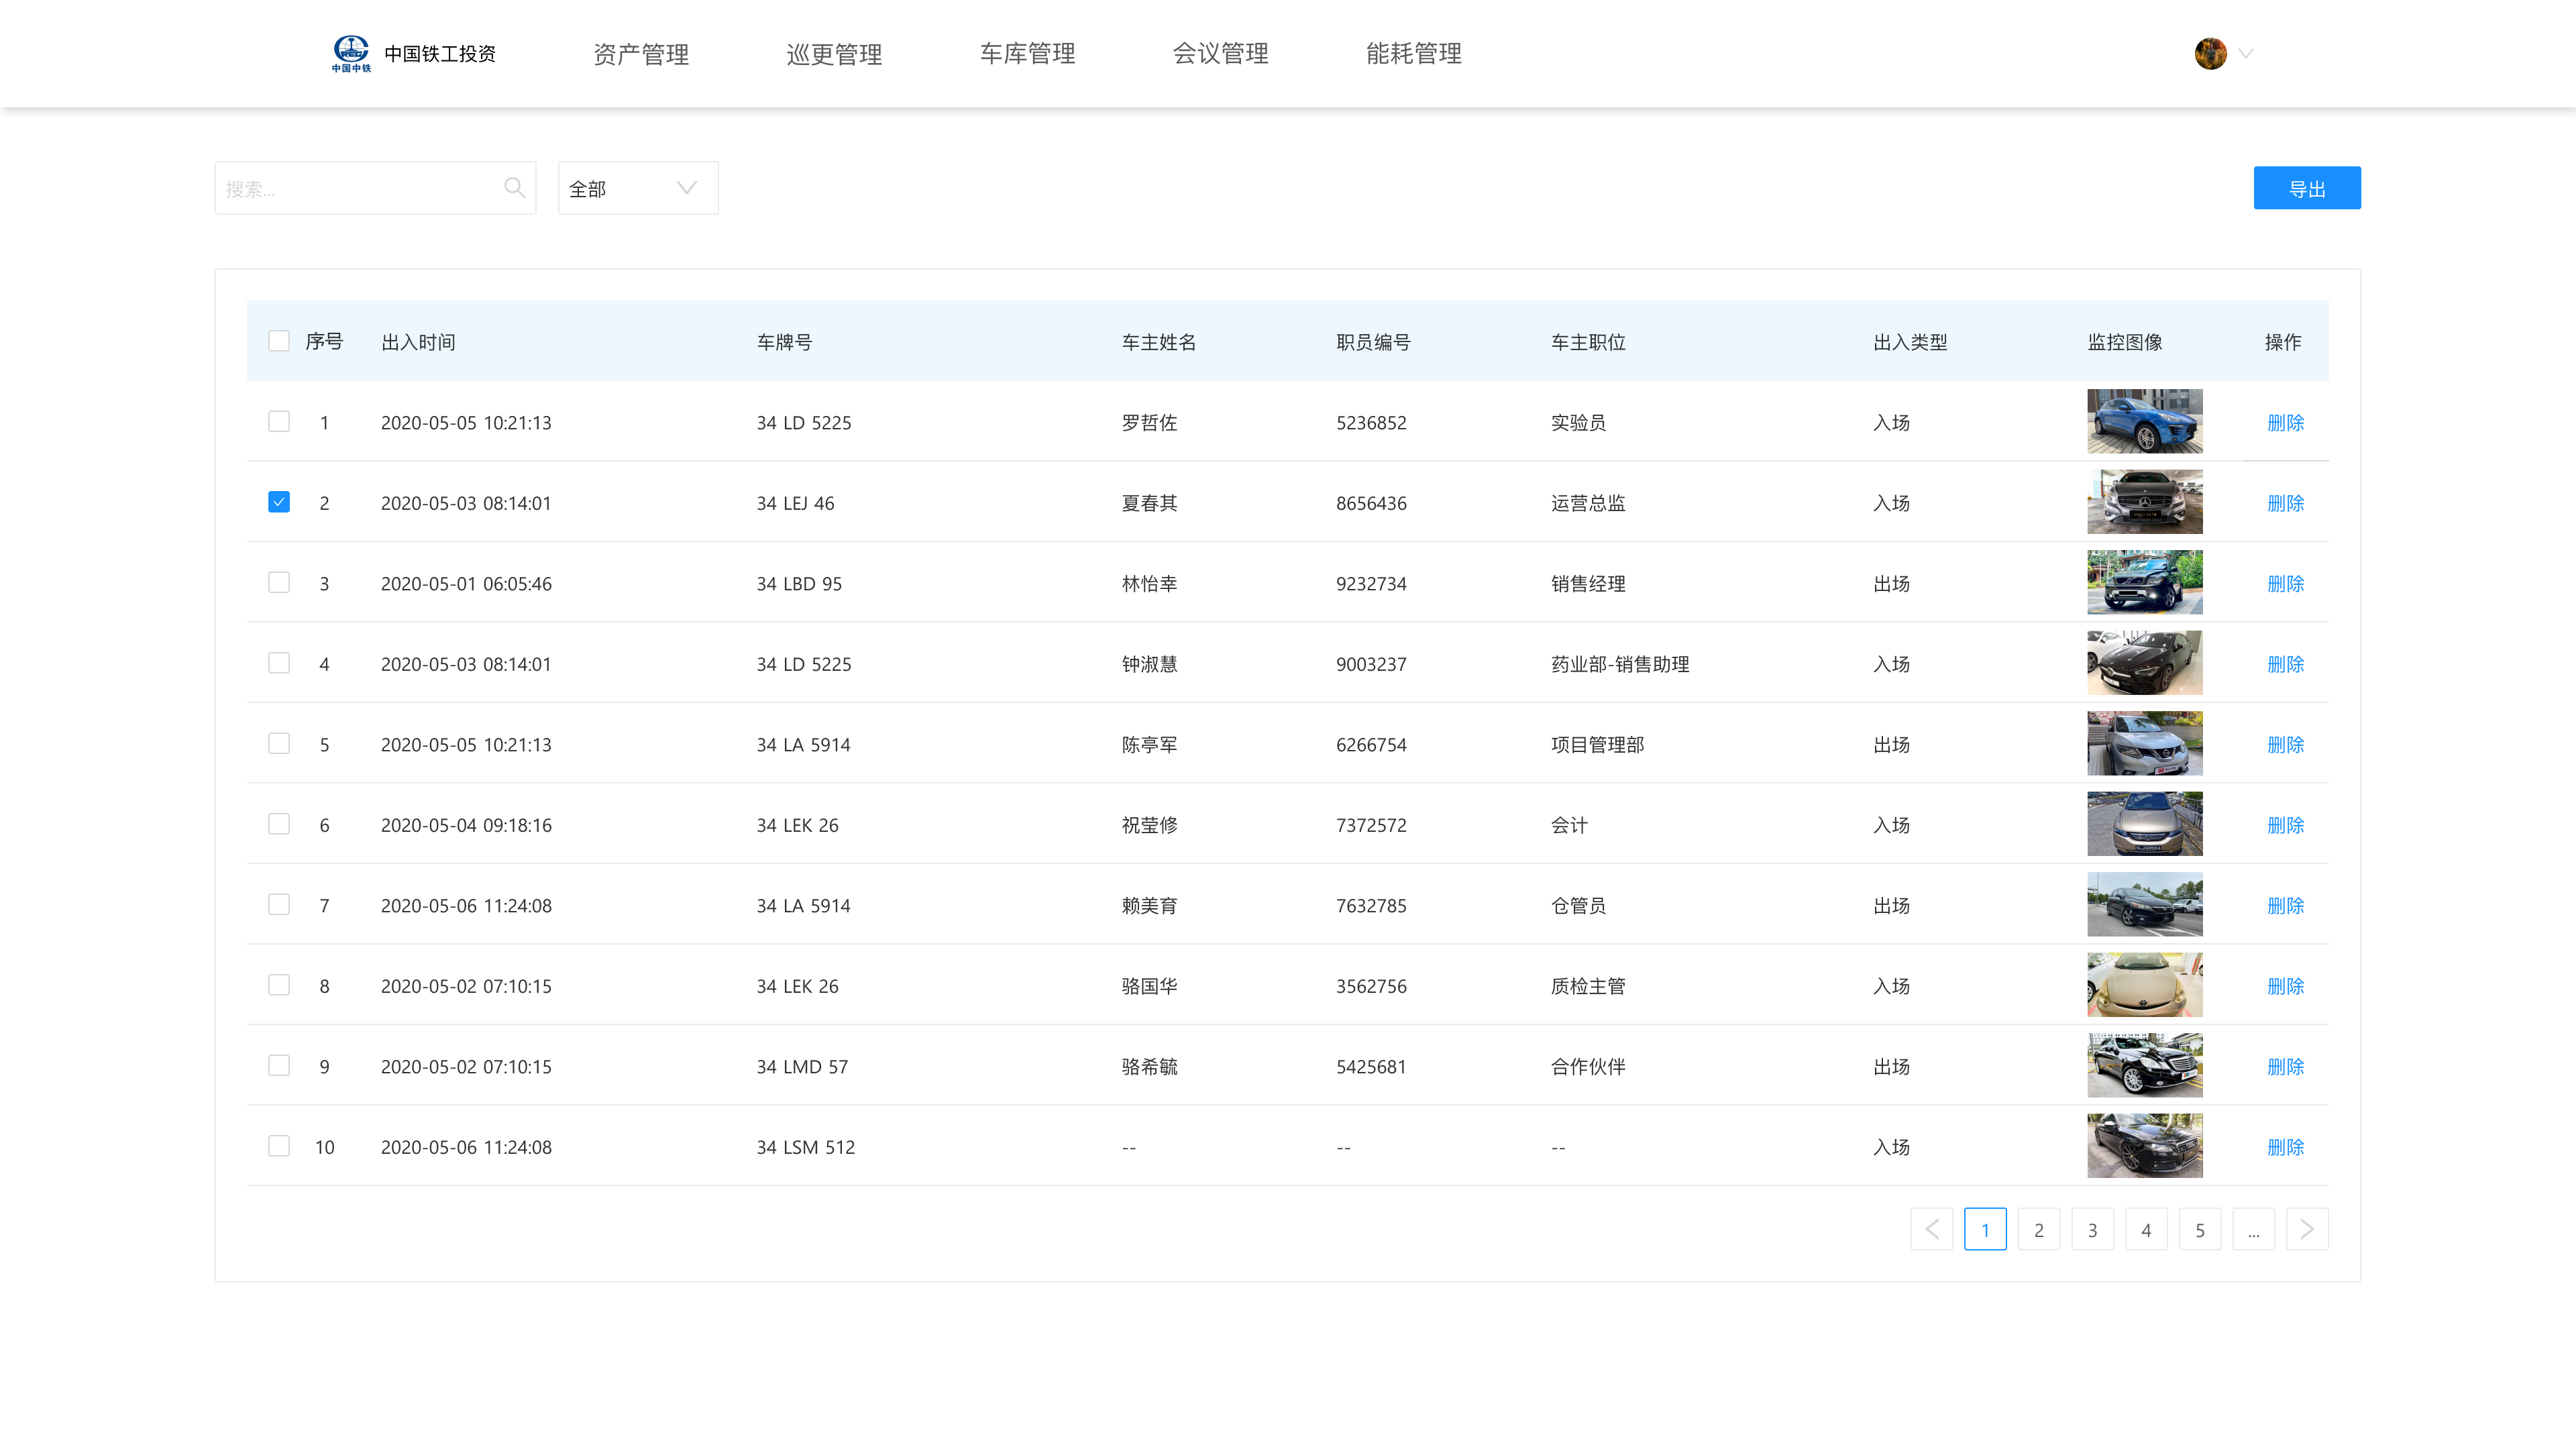 中国中铁 中国铁工投资 资产管理 巡更管理 车库管理 会议管理 能耗管理
搜索... 全部 导出
序号 出入时间 车牌号 车主姓名 职员编号 车主职位 出入类型 监控图像 操作
1 2020-05-05 10:21:13 34 LD 5225 罗哲佐 5236852 实验员 入场 删除
2 2020-05-03 08:14:01 34 LEJ 46 夏春其 8656436 运营总监 入场 删除
3 2020-05-01 06:05:46 34 LBD 95 林怡幸 9232734 销售经理 出场 删除
4 2020-05-03 08:14:01 34 LD 5225 钟淑慧 9003237 药业部-销售助理 入场 删除
5 2020-05-05 10:21:13 34 LA 5914 陈亭军 6266754 项目管理部 出场 删除
6 2020-05-04 09:18:16 34 LEK 26 祝莹修 7372572 会计 入场 删除
7 2020-05-06 11:24:08 34 LA 5914 赖美育 7632785 仓管员 出场 删除
8 2020-05-02 07:10:15 34 LEK 26 骆国华 3562756 质检主管 入场 删除
9 2020-05-02 07:10:15 34 LMD 57 骆希毓 5425681 合作伙伴 出场 删除
10 2020-05-06 11:24:08 34 LSM 512 -- -- -- 入场 删除
1 2 3 4 5 ...